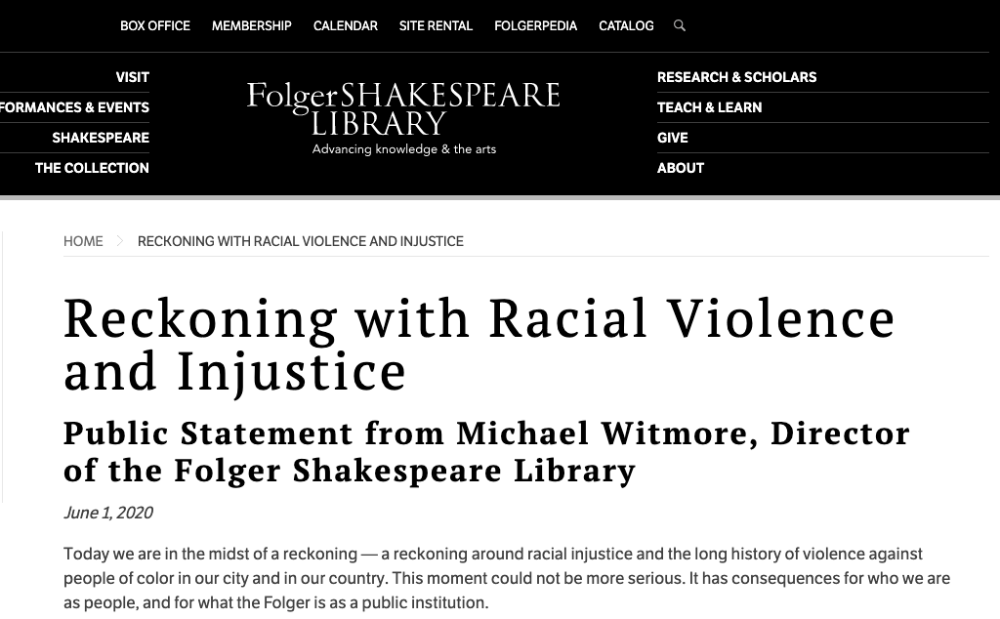 BOX OFFICE MEMBERSHIP CALENDAR SITE RENTAL FOLGERPEDIA CATALOG
VISIT
FORMANCES & EVENTS
SHAKESPEARE
THE COLLECTION
Folger SHAKESPEARE
LIBRARY
Advancing knowledge & the arts
RESEARCH & SCHOLARS
TEACH & LEARN
GIVE
ABOUT
HOME RECKONING WITH RACIAL VIOLENCE AND INJUSTICE
Reckoning with Racial Violence
and Injustice
Public Statement from Michael Witmore, Director
of the Folger Shakespeare Library
June 1, 2020
Today we are in the midst of a reckoning — a reckoning around racial injustice and the long history of violence against
people of color in our city and in our country. This moment could not be more serious. It has consequences for who we are
as people, and for what the Folger is as a public institution.